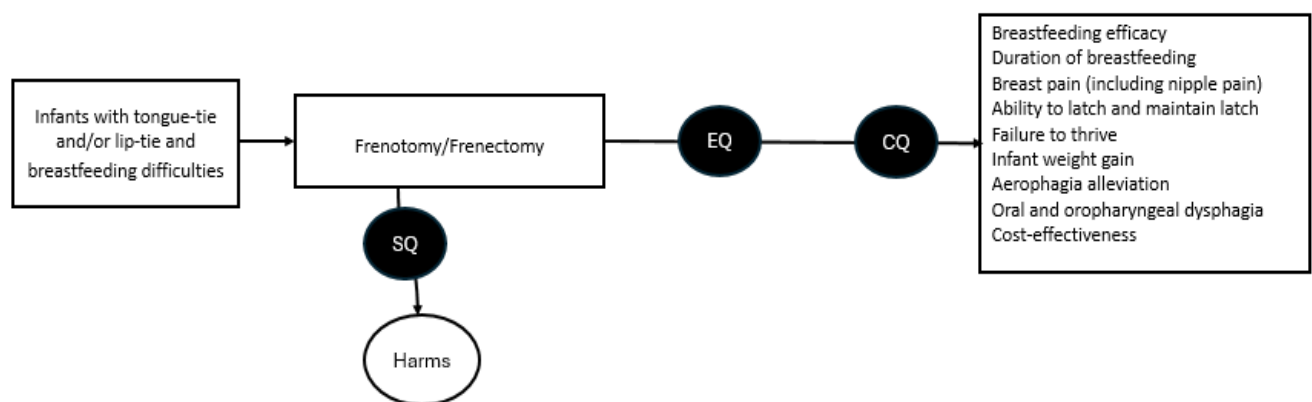 Infants with tongue-tie
and/or lip-tie and
breastfeeding difficulties
Frenotomy/Frenectomy
EQ
CQ
Breastfeeding efficacy
Duration of breastfeeding
Breast pain (including nipple pain)
Ability to latch and maintain latch
Failure to thrive
Infant weight gain
Aerophagia alleviation
Oral and oropharyngeal dysphagia
Cost-effectiveness
SQ
Harms